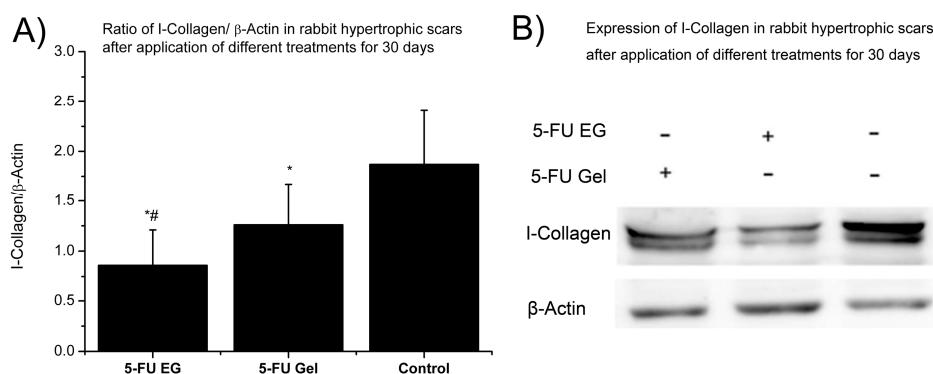 A)
Ratio of I-Collagen/ β-Actin in rabbit hypertrophic scars
after application of different treatments for 30 days
3.0
2.5
2.0
1.5
1.0
0.5
0.0
I-Collagen/β-Actin
*#
*
5-FU EG
5-FU Gel
Control
B)
Expression of I-Collagen in rabbit hypertrophic scars
after application of different treatments for 30 days
5-FU EG - + -
5-FU Gel + - -
I-Collagen
β-Actin